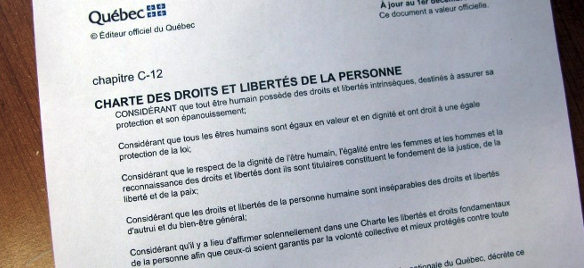 Québec
© Éditeur officiel du Québec
À jour au 1er
Ce document a valeur officielle.
chapitre C-12
CHARTE DES DROITS ET LIBERTÉS DE LA PERSONNE
CONSIDÉRANT que tout être humain possède des droits et libertés intrinsèques, destinés à assurer sa
protection et son épanouissement;
Considérant que tous les êtres humains sont égaux en valeur et en dignité et ont droit à une égale
protection de la loi;
Considérant que le respect de la dignité de l'être humain, l'égalité entre les femmes et les hommes et la
reconnaissance des droits et libertés dont ils sont titulaires constituent le fondement de la justice, de la
liberté et de la paix;
Considérant que les droits et libertés de la personne humaine sont inséparables des droits et libertés
d'autrui et du bien-être général;
Considérant qu'il y a lieu d'affirmer solennellement dans une Charte les libertés et droits fondamentaux
de la personne afin que ceux-ci soient garantis par la volonté collective et mieux protégés contre toute
du Québec, décrète ce